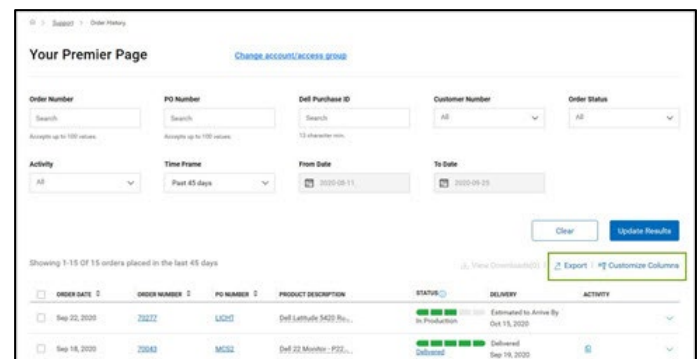 Support > Order History
Your Premier Page
Change account/access group
Order Number
PO Number
Dell Purchase ID
Customer Number
Order Status
Search
Search
Search
All
All
Accepts up to 100 values.
Accepts up to 100 values.
13 character min.
Activity
Time Frame
From Date
To Date
All
Past 45 days
2020-08-11
2020-09-25
Clear
Update Results
Showing 1-15 Of 15 orders placed in the last 45 days
View Downloads(0)
Export
Customize Columns
ORDER DATE
ORDER NUMBER
PO NUMBER
PRODUCT DESCRIPTION
STATUS
DELIVERY
ACTIVITY
Sep 22, 2020
70277
LIGHT
Dell Latitude 5420 Ru...
In Production
Estimated to Arrive By
Oct 15, 2020
Sep 18, 2020
70043
MCS2
Dell 22 Monitor - P22...
Delivered
Delivered
Sep 19, 2020